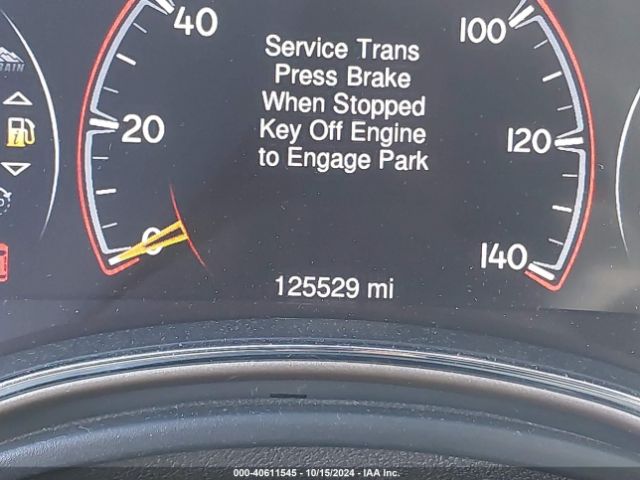 40
100
Service Trans
Press Brake
When Stopped
Key Off Engine
to Engage Park
20
120
0
140
125529 mi
000-40611545 - 10/15/2024 - IAA Inc.